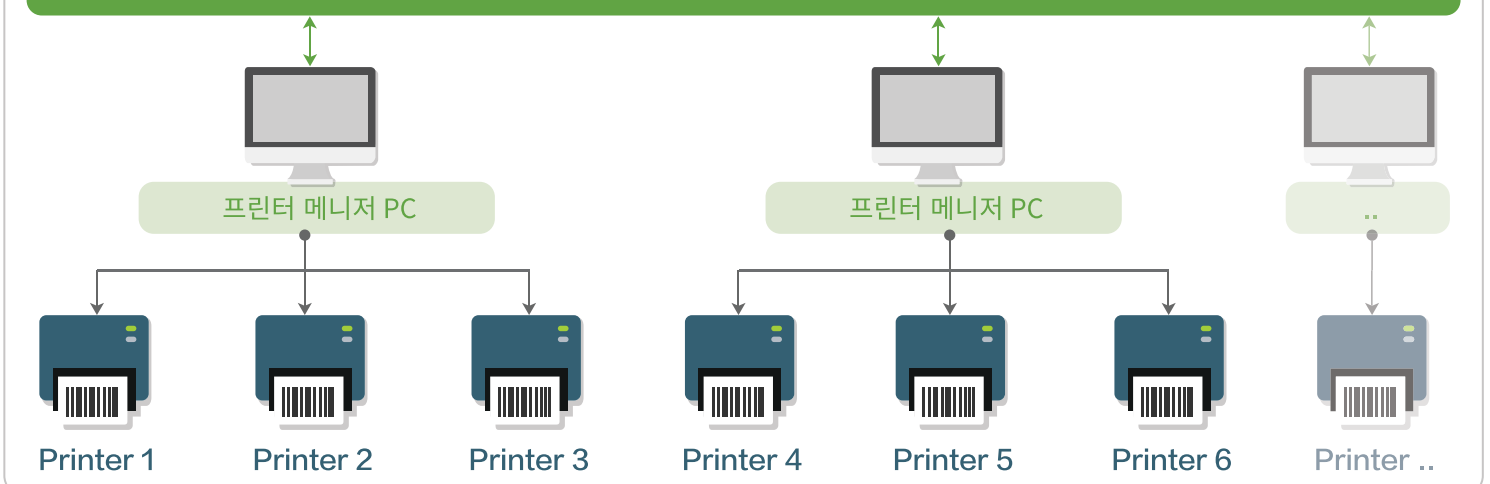 프린터 메니저 PC
프린터 메니저 PC
..
Printer 1
Printer 2
Printer 3
Printer 4
Printer 5
Printer 6
Printer ..